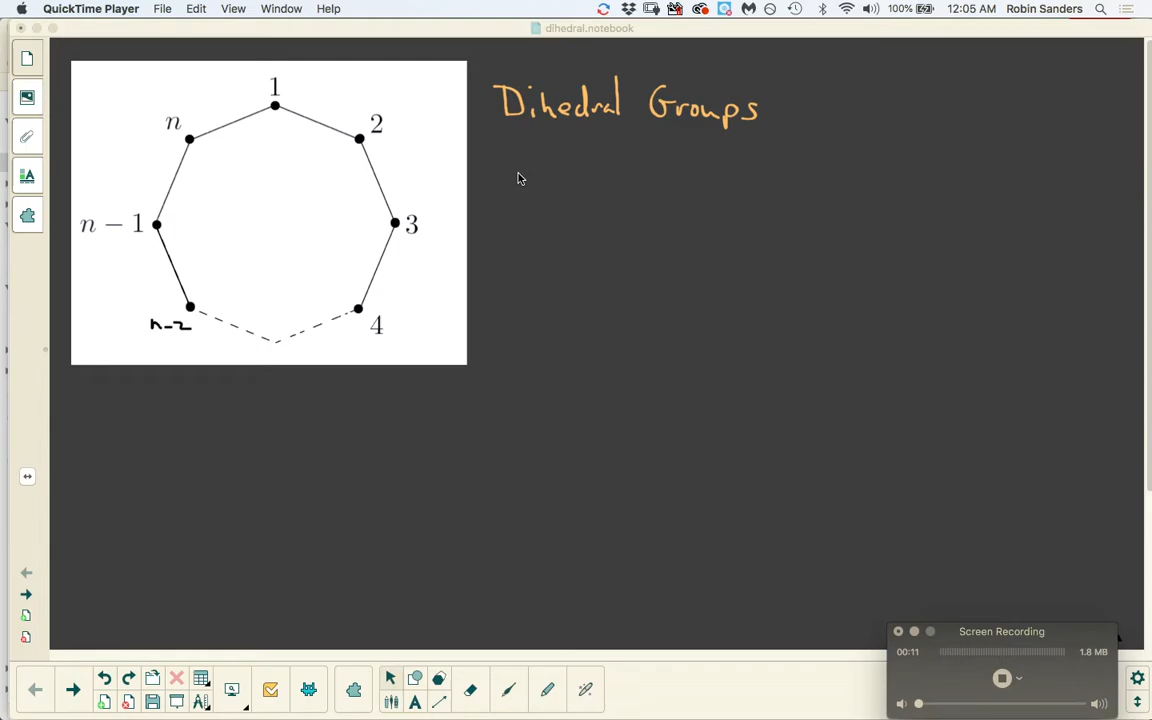 QuickTime Player File Edit View Window Help 100% 12:05 AM Robin Sanders
dihedral.notebook
Dihedral Groups
1
n
2
n − 1
3
n-2
4
Screen Recording
00:11 1.8 MB